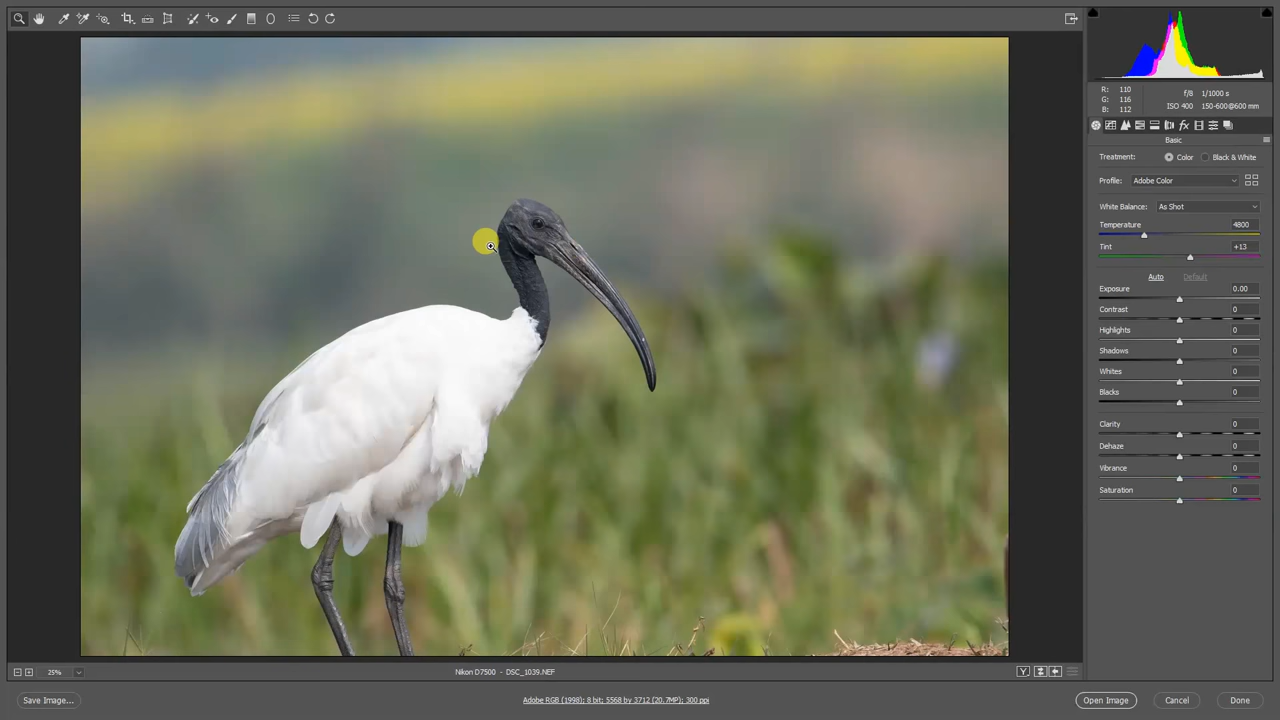 R: 110
G: 116
B: 112
f/8 1/1000 s
ISO 400 150-600@600 mm
Basic
Treatment: Color Black & White
Profile: Adobe Color
White Balance: As Shot
Temperature 4800
Tint +13
Auto Default
Exposure 0.00
Contrast 0
Highlights 0
Shadows 0
Whites 0
Blacks 0
Clarity 0
Dehaze 0
Vibrance 0
Saturation 0
25% Nikon D7500 - DSC_1039.NEF Y
Save Image... Adobe RGB (1998); 8 bit; 5568 by 3712 (20.7MP); 300 ppi Open Image Cancel Done